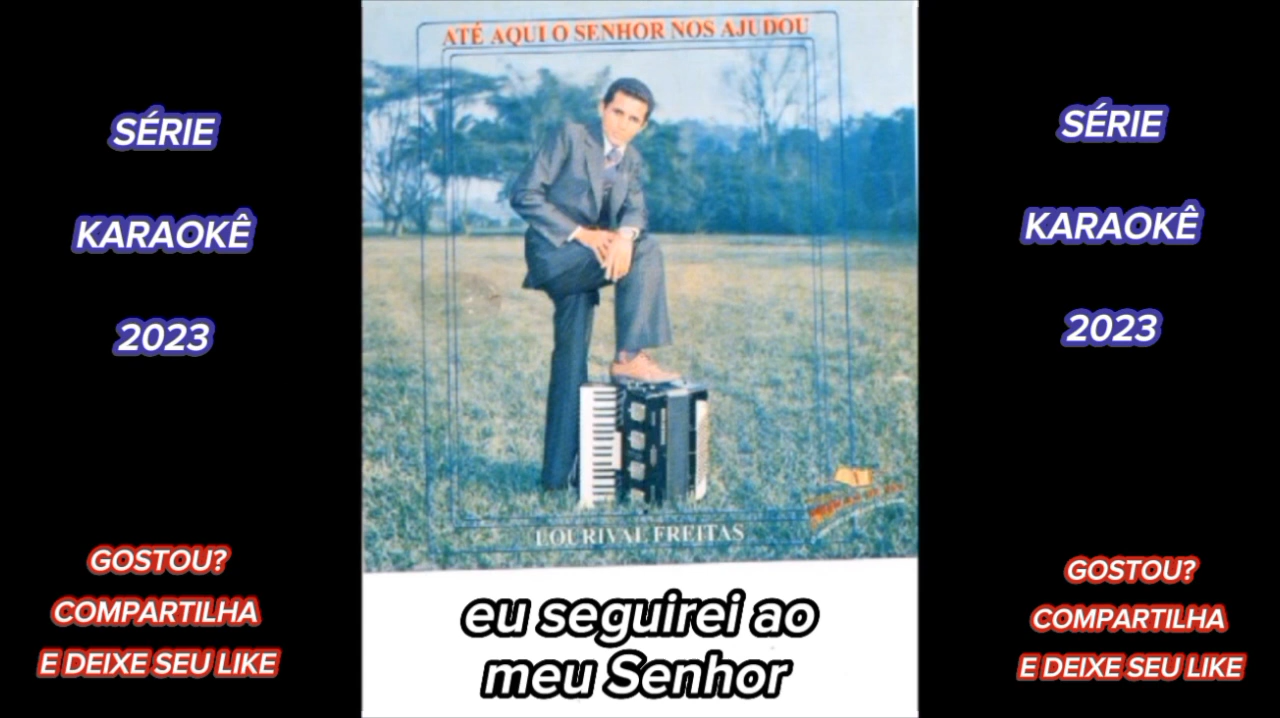 ATÉ AQUI O SENHOR NOS AJUDOU
SÉRIE
KARAOKÊ
2023
SÉRIE
KARAOKÊ
2023
LOURIVAL FREITAS
GOSTOU?
COMPARTILHA
E DEIXE SEU LIKE
eu seguirei ao
meu Senhor
GOSTOU?
COMPARTILHA
E DEIXE SEU LIKE